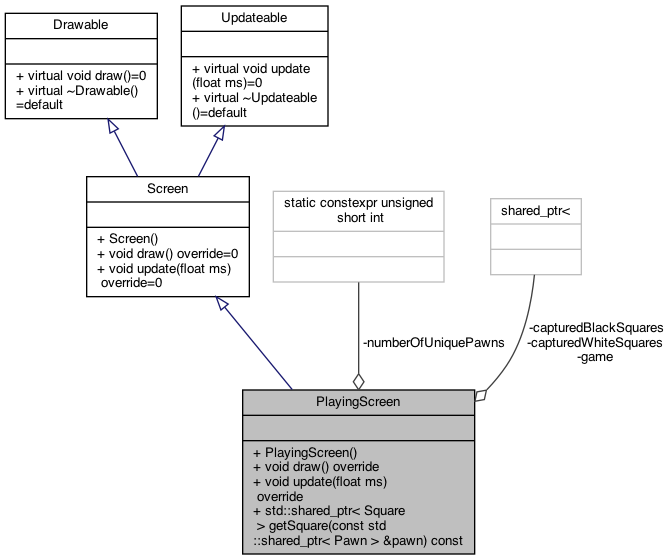 Drawable
+ virtual void draw()=0
+ virtual ~Drawable()
=default
Updateable
+ virtual void update
(float ms)=0
+ virtual ~Updateable
()=default
Screen
+ Screen()
+ void draw() override=0
+ void update(float ms)
override=0
static constexpr unsigned
short int
shared_ptr<
-numberOfUniquePawns
-capturedBlackSquares
-capturedWhiteSquares
-game
PlayingScreen
+ PlayingScreen()
+ void draw() override
+ void update(float ms)
override
+ std::shared_ptr< Square
> getSquare(const std
::shared_ptr< Pawn > &pawn) const